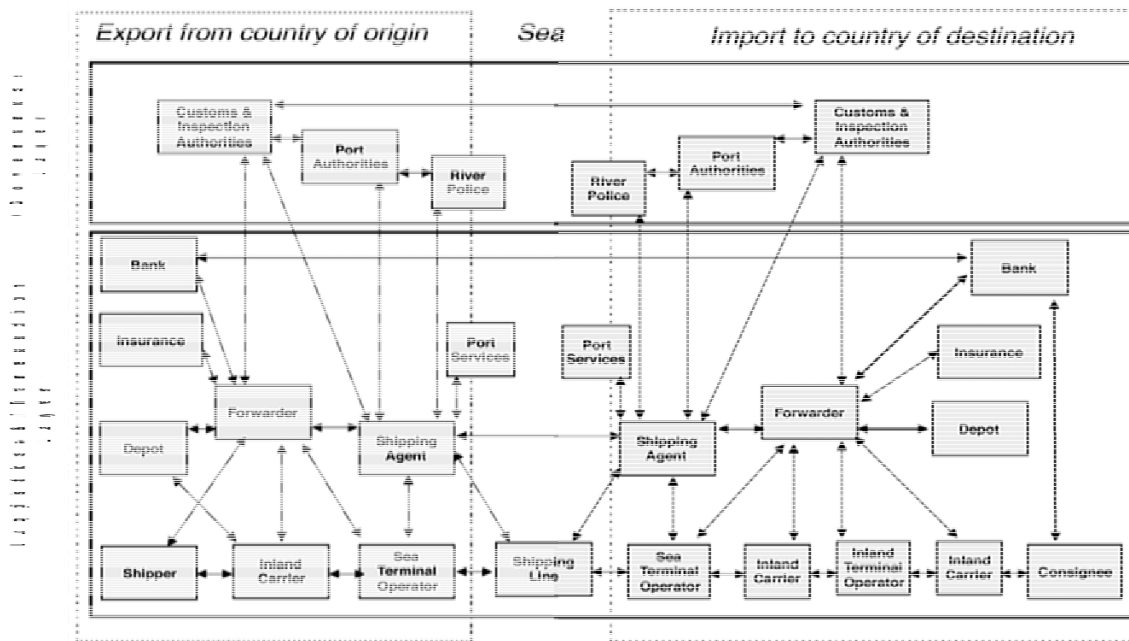 Export from country of origin
Sea
Import to country of destination
Customs &
Inspection
Authorities
Port
Authorities
River
Police
River
Police
Port
Authorities
Customs &
Inspection
Authorities
Bank
Insurance
Depot
Forwarder
Port
Services
Shipping
Agent
Shipper
Inland
Carrier
Sea
Terminal
Operator
Shipping
Line
Port
Services
Shipping
Agent
Forwarder
Bank
Insurance
Depot
Sea
Terminal
Operator
Inland
Carrier
Inland
Terminal
Operator
Inland
Carrier
Consignee